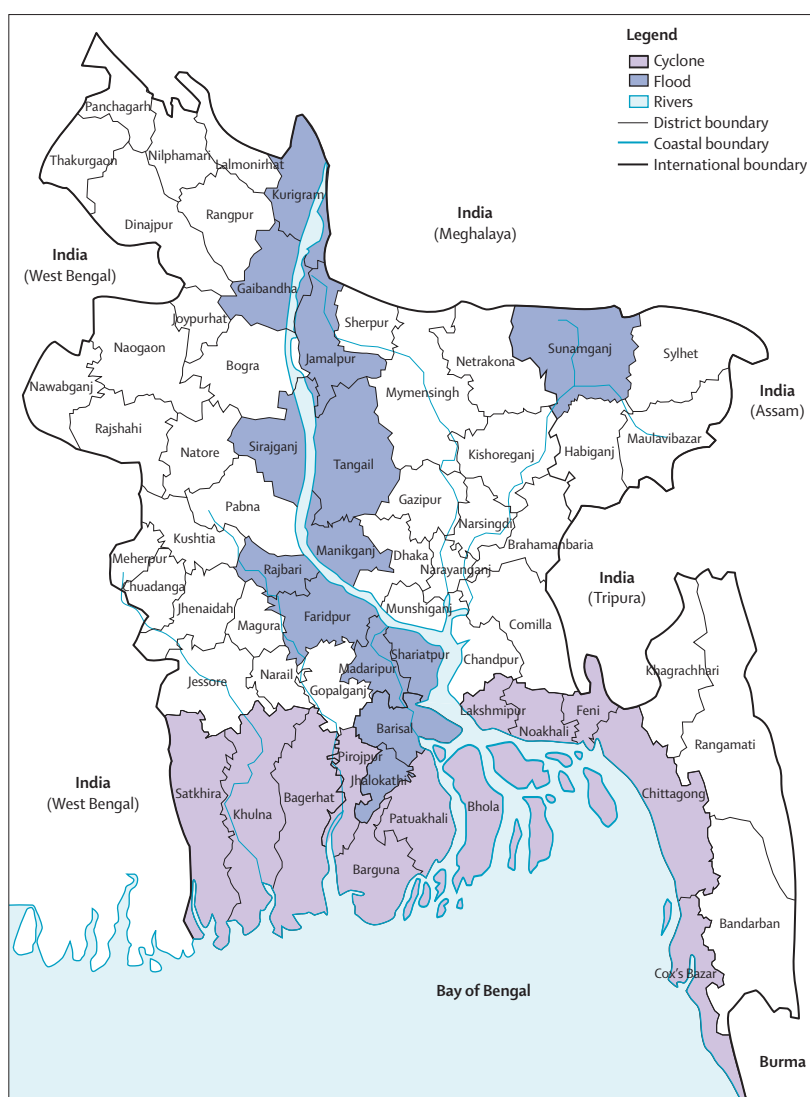 Legend
Cyclone
Flood
Rivers
District boundary
Coastal boundary
International boundary
Panchagarh
Thakurgaon
Nilphamari
Lalmonirhat
Kurigram
Rangpur
Dinajpur
India
(Meghalaya)
India
(West Bengal)
Gaibandha
Joypurhat
Sherpur
Naogaon
Bogra
Jamalpur
Netrakona
Sunamganj
Sylhet
Nawabganj
Mymensingh
India
(Assam)
Rajshahi
Natore
Sirajganj
Tangail
Kishoreganj
Habiganj
Maulavibazar
Pabna
Gazipur
Narsingdi
Kushtia
Brahamanbaria
Meherpur
Manikganj
Dhaka
Narayanganj
Chuadanga
Rajbari
India
(Tripura)
Jhenaidah
Magura
Faridpur
Munshiganj
Comilla
Shariatpur
Chandpur
Jessore
Narail
Madaripur
Khagrachhari
Gopalganj
Lakshmipur
Feni
Barisal
Noakhali
Rangamati
Pirojpur
India
(West Bengal)
Satkhira
Khulna
Bagerhat
Jhalokathi
Patuakhali
Bhola
Chittagong
Barguna
Bandarban
Cox's Bazar
Bay of Bengal
Burma